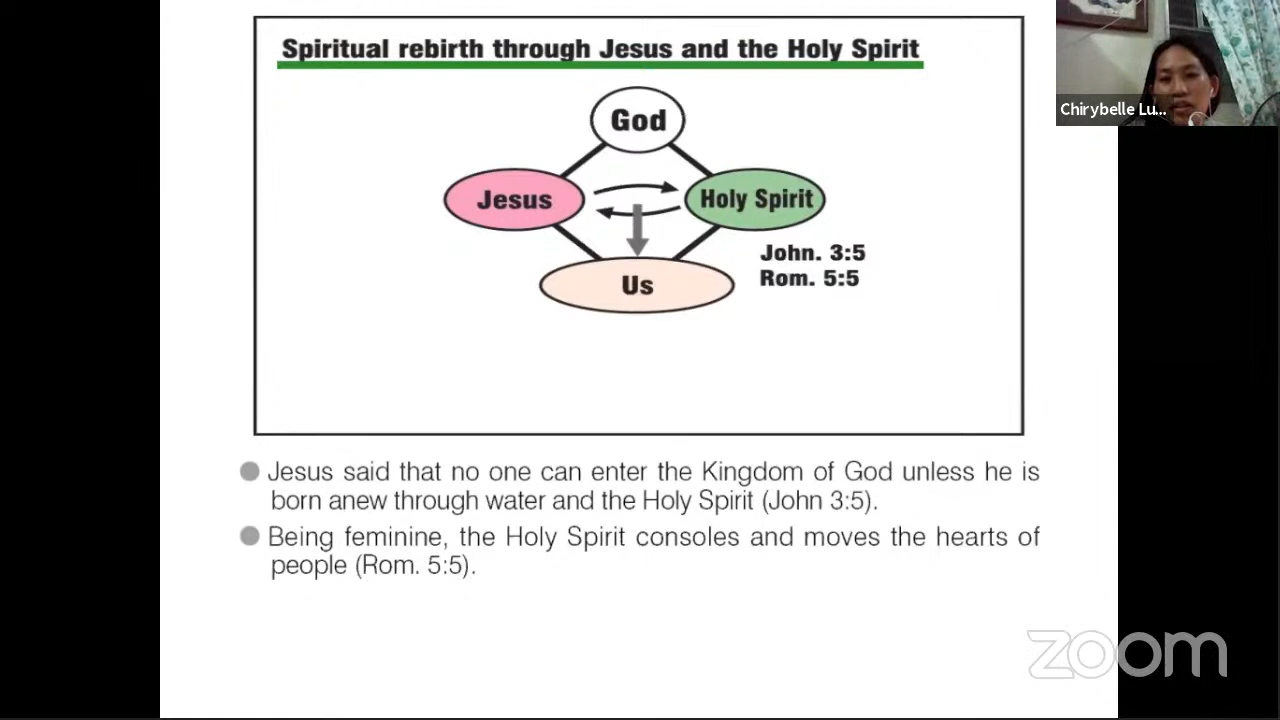 Spiritual rebirth through Jesus and the Holy Spirit
God
Jesus
Holy Spirit
Us
John. 3:5
Rom. 5:5
Jesus said that no one can enter the Kingdom of God unless he is
born anew through water and the Holy Spirit (John 3:5).
Being feminine, the Holy Spirit consoles and moves the hearts of
people (Rom. 5:5).
Chirybelle Lu...
zoom